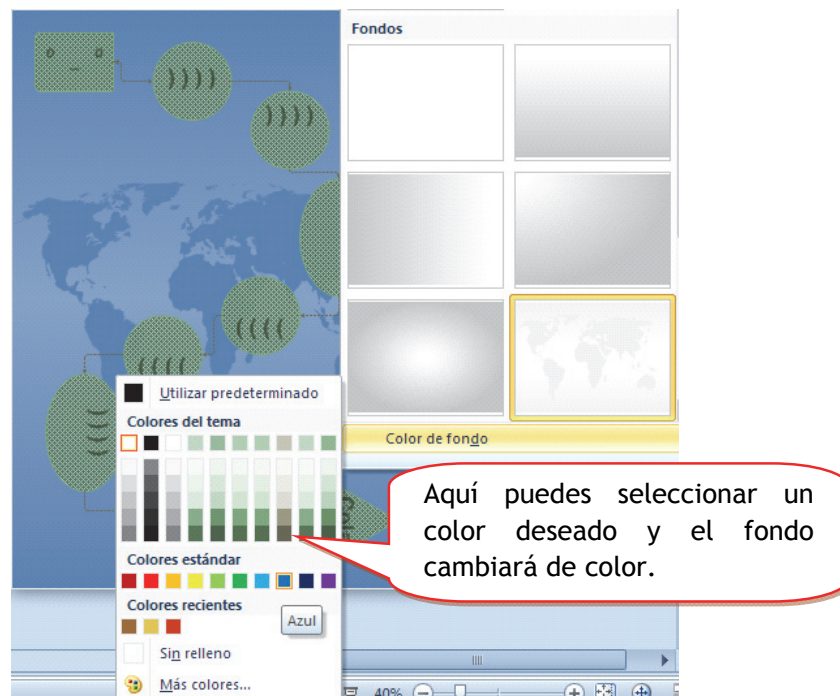 Fondos
o o
_
))))
))))
((((
((((
((((
Utilizar predeterminado
Colores del tema
Color de fondo
Aquí puedes seleccionar un
color deseado y el fondo
cambiará de color.
Colores estándar
Colores recientes
Azul
Sin relleno
Más colores...
40%